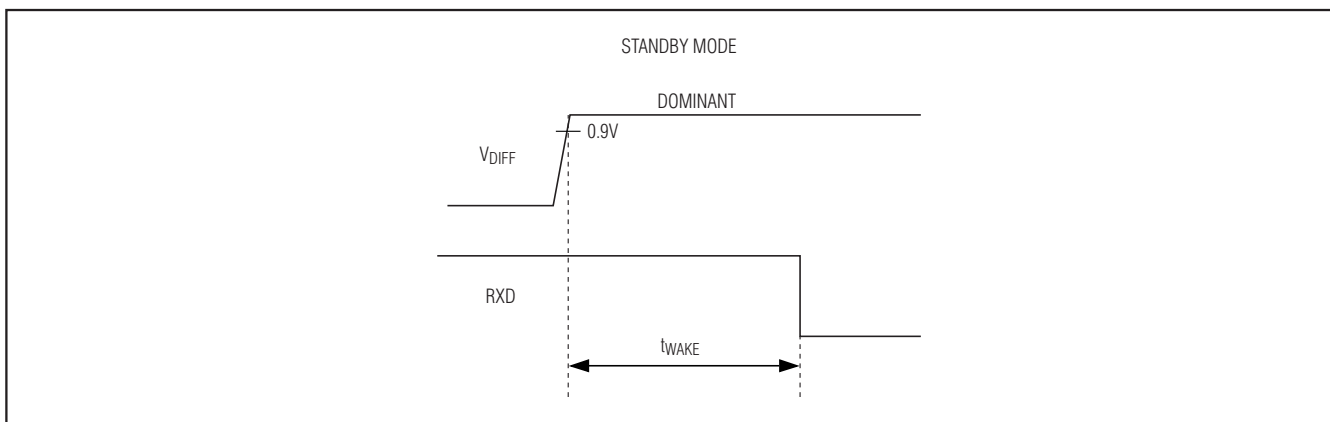 STANDBY MODE
DOMINANT
0.9V
VDIFF
RXD
tWAKE